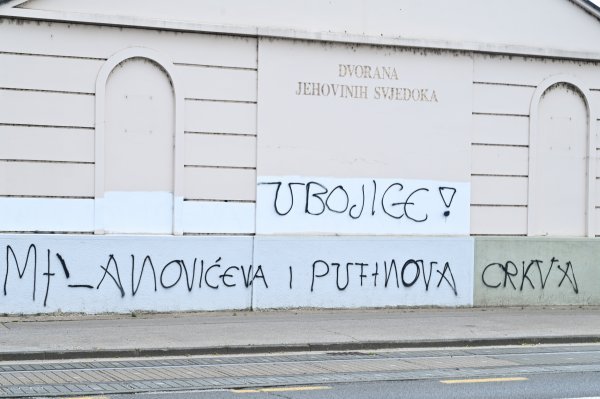 DVORANA
JEHOVINIH SVJEDOKA
UBOJICE!
MILANOVIĆEVA I PUTINOVA CRKVA